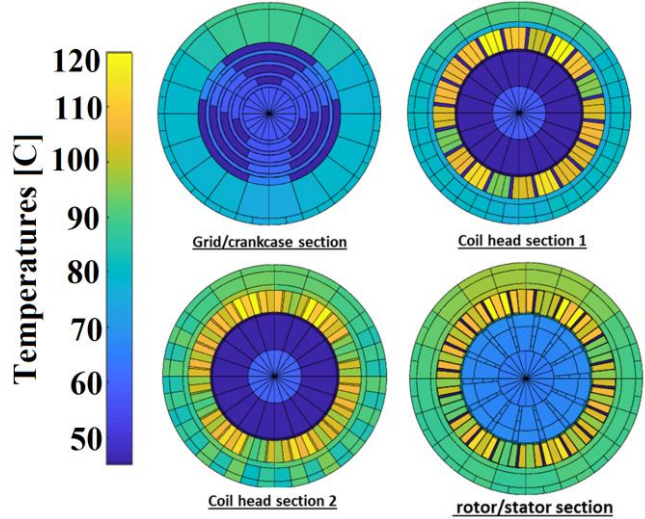 Temperatures [C]
120
110
100
90
80
70
60
50
Grid/crankcase section
Coil head section 1
Coil head section 2
rotor/stator section